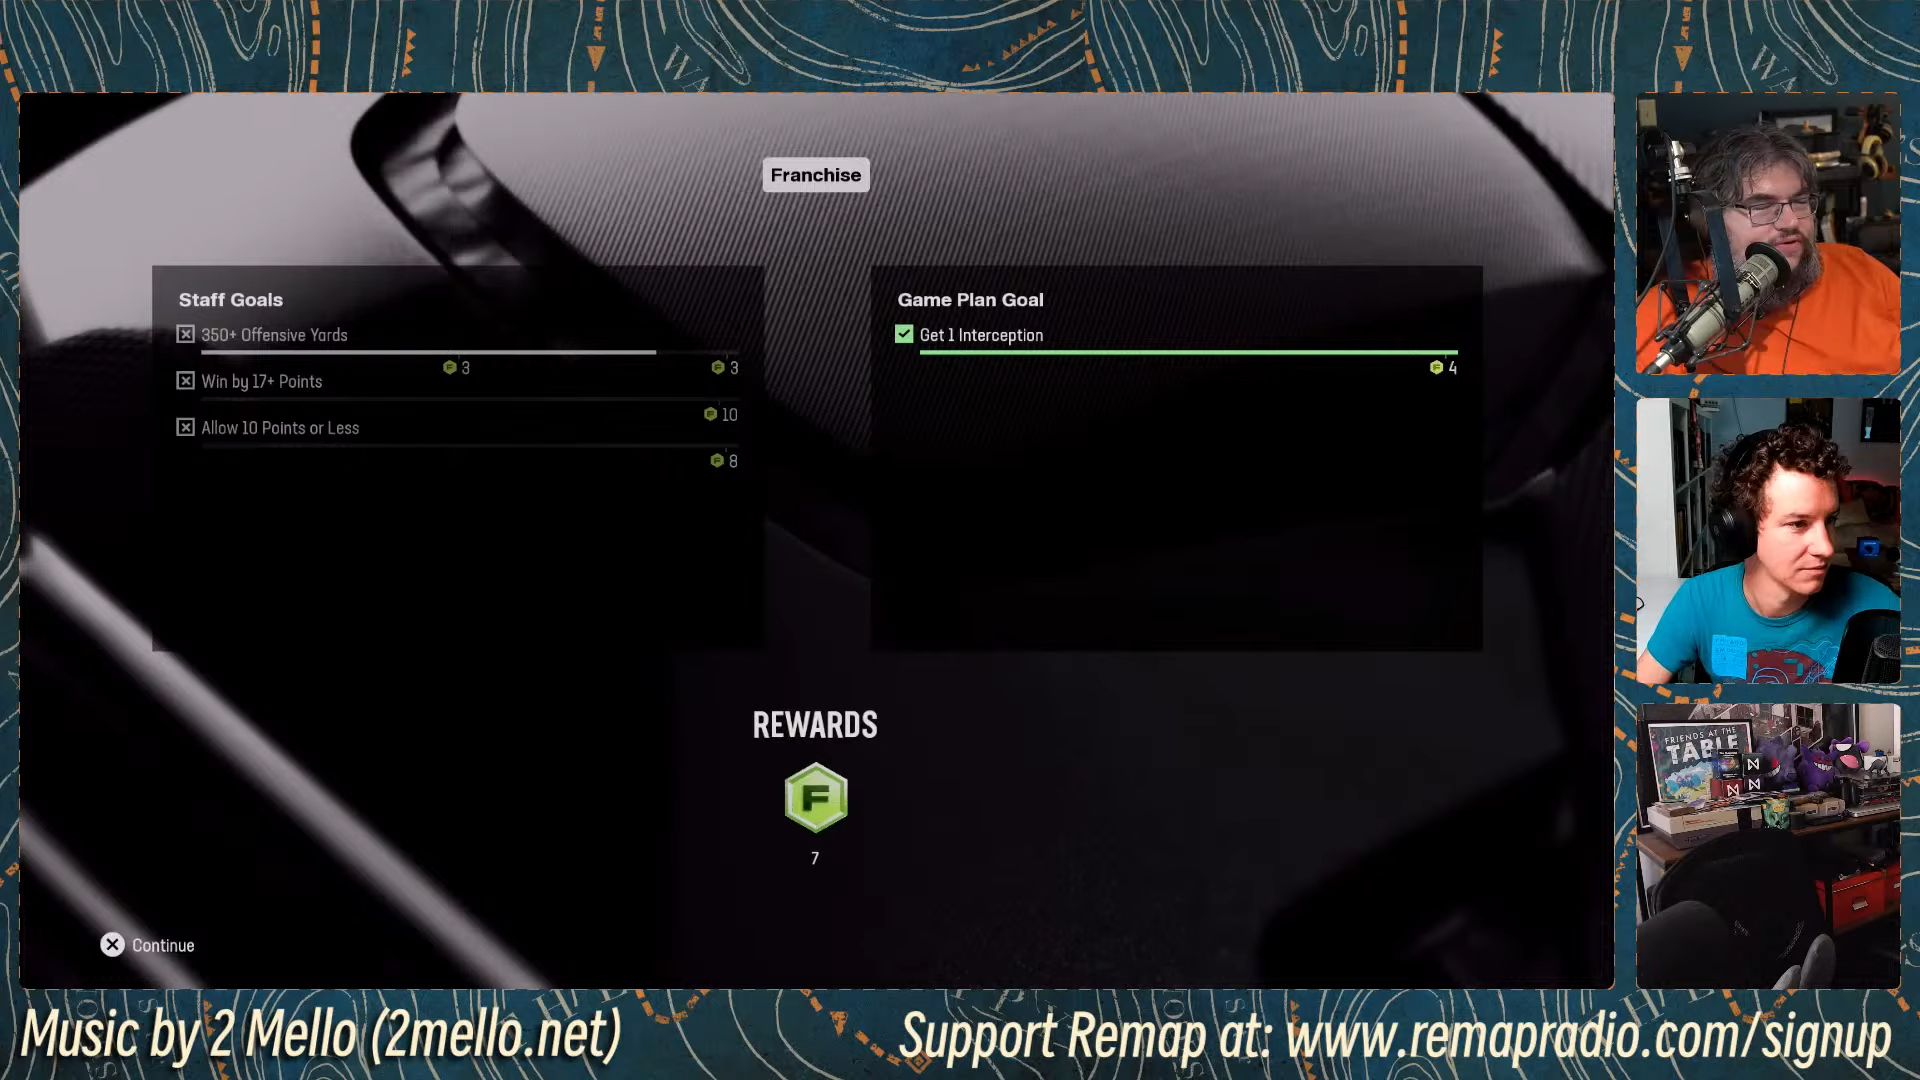 Franchise
Staff Goals
350+ Offensive Yards
3
3
Win by 17+ Points
10
Allow 10 Points or Less
8
Game Plan Goal
Get 1 Interception
4
REWARDS
F
7
Continue
FRIENDS AT THE
TABLE
Music by 2 Mello (2mello.net)
Support Remap at: www.remapradio.com/signup